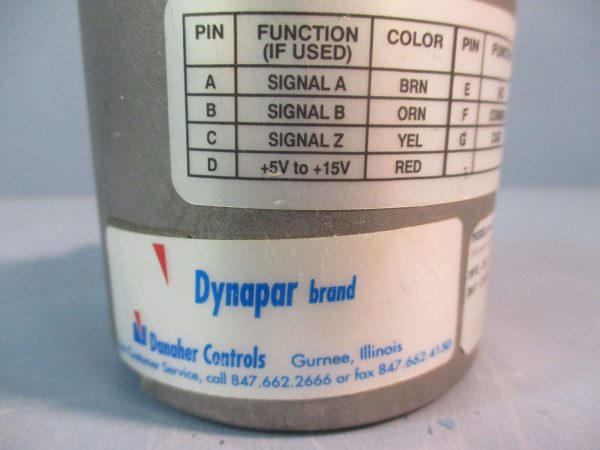 PIN FUNCTION (IF USED) COLOR PIN
A SIGNAL A BRN E
B SIGNAL B ORN F
C SIGNAL Z YEL G
D +5V to +15V RED
Dynapar brand
Danaher Controls Gurnee, Illinois
Customer Service, call 847.662.2666 or fax 847.662.4150